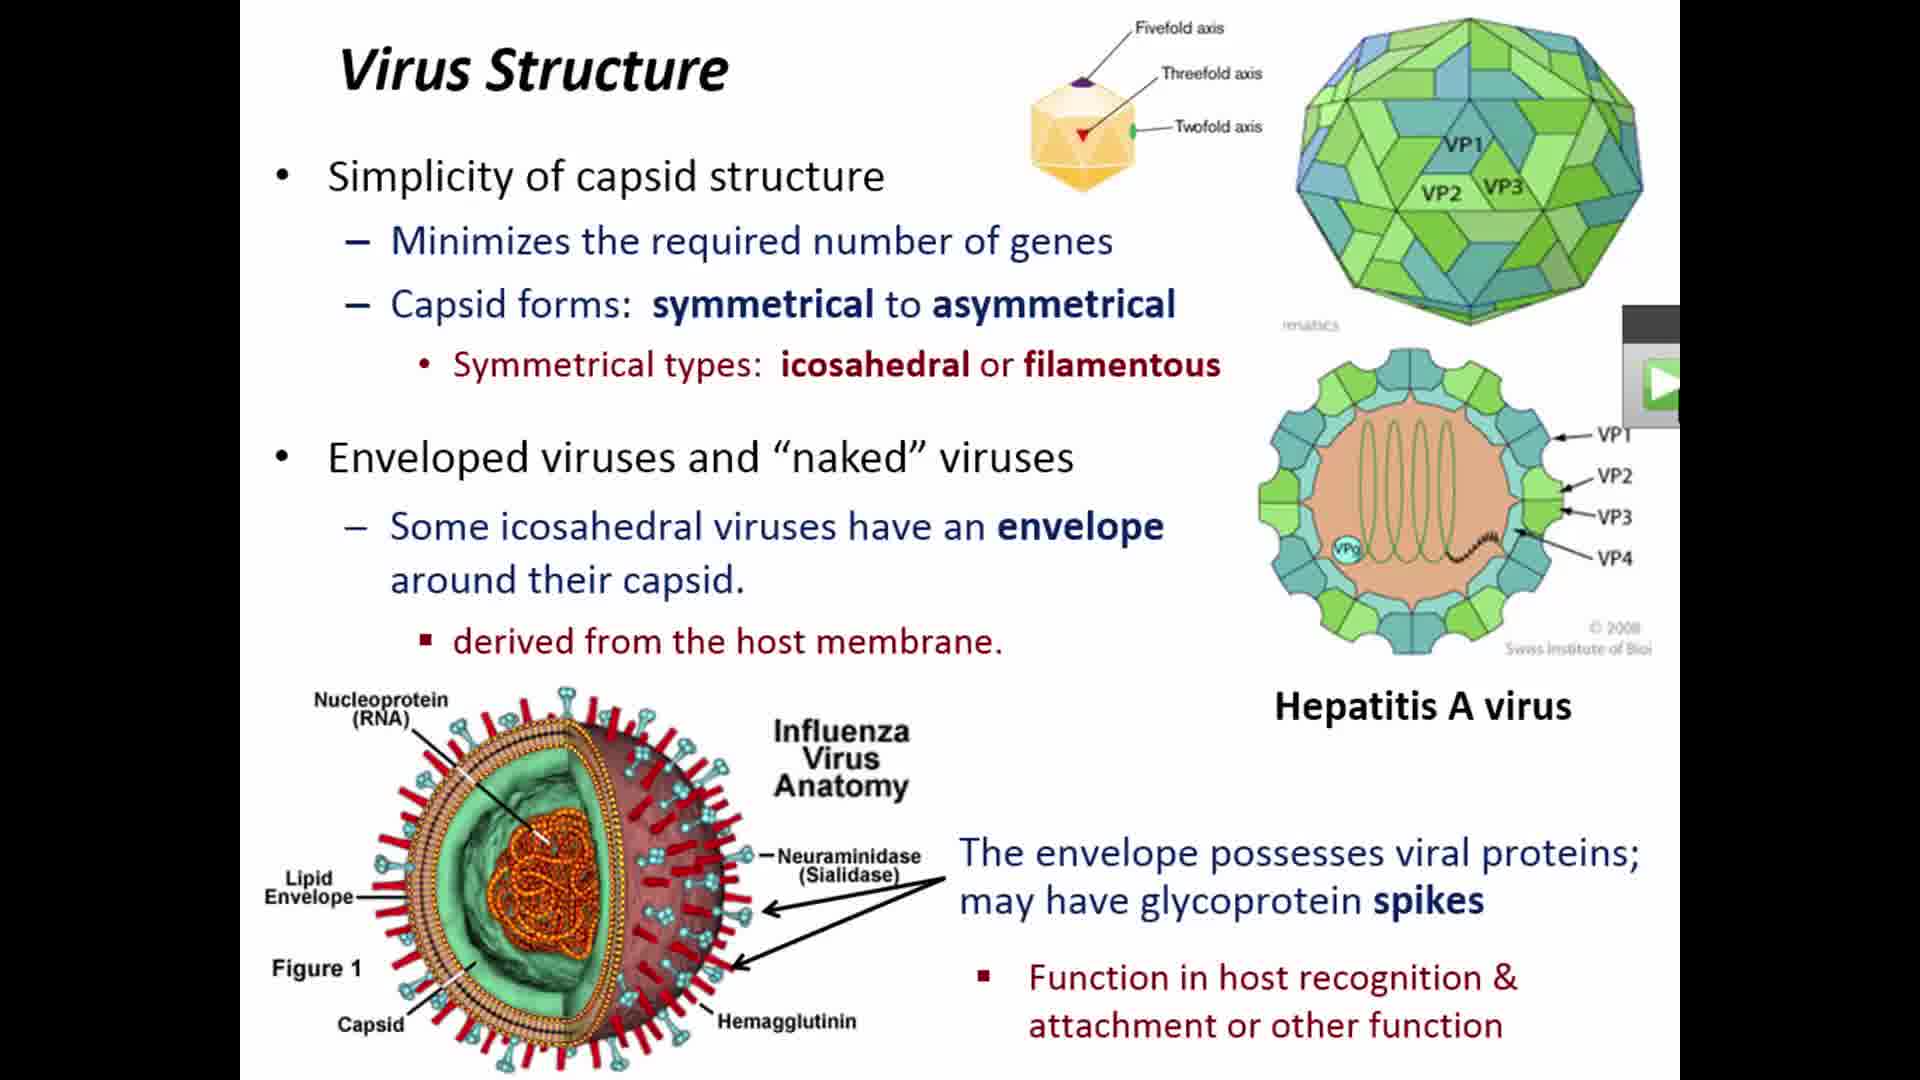 Virus Structure
• Simplicity of capsid structure
– Minimizes the required number of genes
– Capsid forms: symmetrical to asymmetrical
• Symmetrical types: icosahedral or filamentous
• Enveloped viruses and “naked” viruses
– Some icosahedral viruses have an envelope
around their capsid.
▪ derived from the host membrane.
Fivefold axis
Threefold axis
Twofold axis
VP1
VP2
VP3
VP1
VP2
VP3
VP4
VPg
© 2008
Swiss Institute of Bioi
Hepatitis A virus
Influenza
Virus
Anatomy
Nucleoprotein
(RNA)
Lipid
Envelope
Figure 1
Capsid
Neuraminidase
(Sialidase)
Hemagglutinin
The envelope possesses viral proteins;
may have glycoprotein spikes
▪ Function in host recognition &
attachment or other function